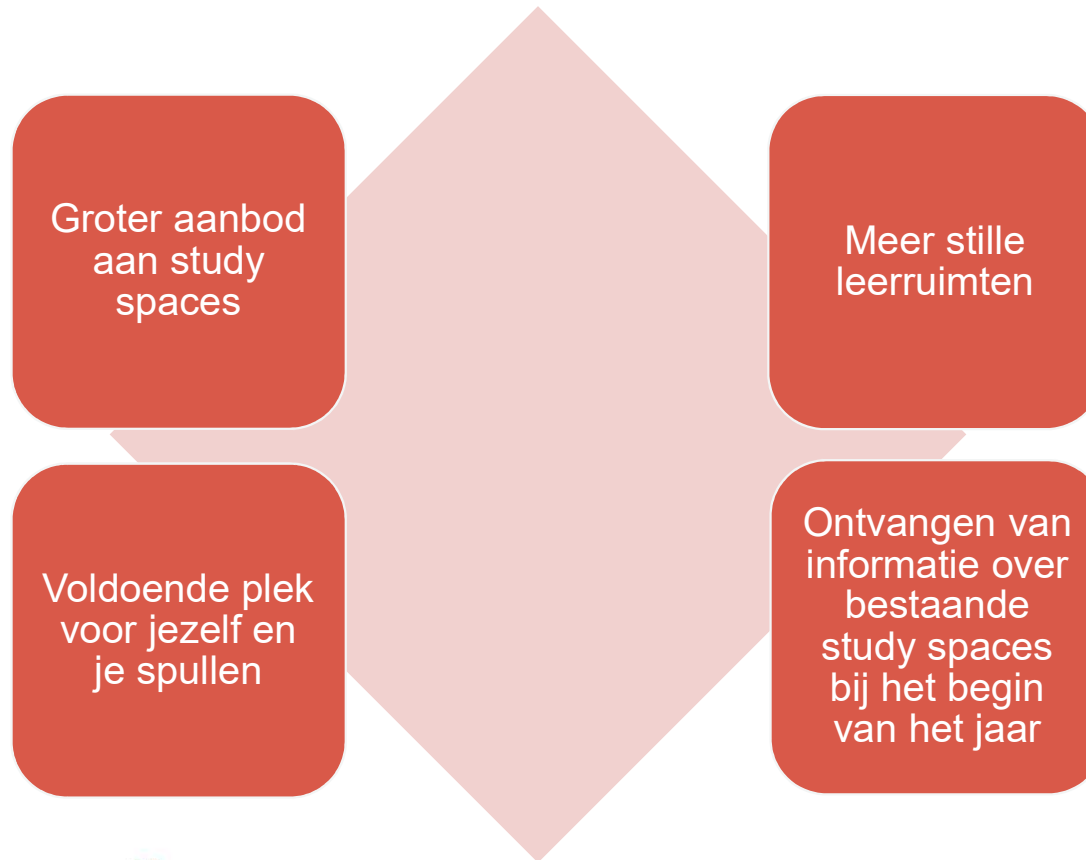 Groter aanbod
aan study
spaces
Meer stille
leerruimten
Voldoende plek
voor jezelf en
je spullen
Ontvangen van
informatie over
bestaande
study spaces
bij het begin
van het jaar